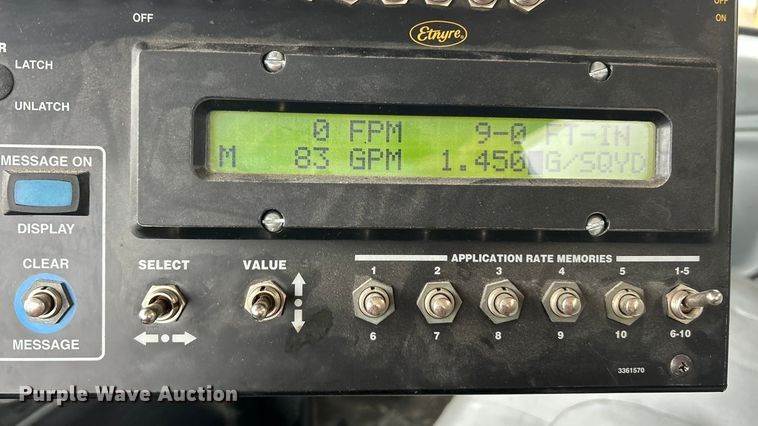 OFF
Etnyre
OFF
ON
R
LATCH
UNLATCH
0 FPM 9-0 FT-IN
M 83 GPM 1.450 G/SQYD
MESSAGE ON
DISPLAY
CLEAR
MESSAGE
SELECT
VALUE
APPLICATION RATE MEMORIES
1 2 3 4 5 1-5
6 7 8 9 10 6-10
3361570
Purple Wave Auction